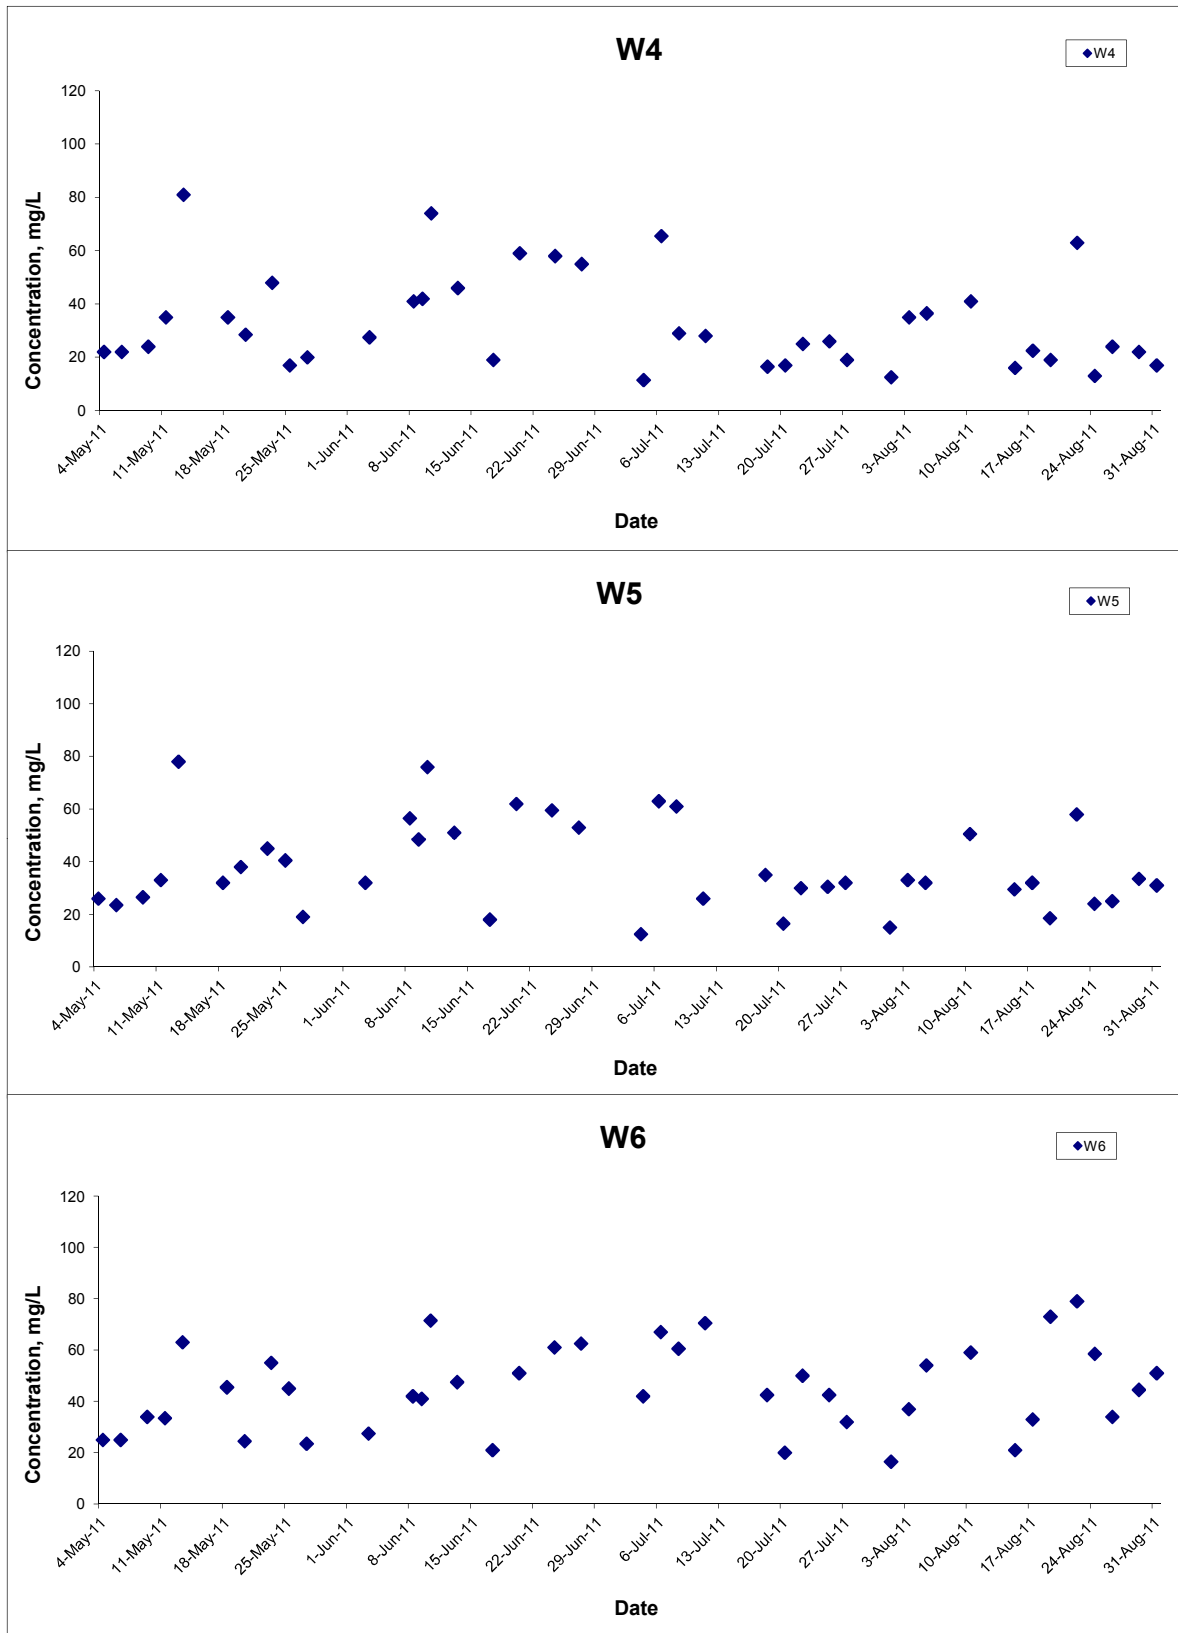 W4
W4
120
100
80
60
40
20
0
Concentration, mg/L
4-May-11
11-May-11
18-May-11
25-May-11
1-Jun-11
8-Jun-11
15-Jun-11
22-Jun-11
29-Jun-11
6-Jul-11
13-Jul-11
20-Jul-11
27-Jul-11
3-Aug-11
10-Aug-11
17-Aug-11
24-Aug-11
31-Aug-11
Date
W5
W5
120
100
80
60
40
20
0
Concentration, mg/L
4-May-11
11-May-11
18-May-11
25-May-11
1-Jun-11
8-Jun-11
15-Jun-11
22-Jun-11
29-Jun-11
6-Jul-11
13-Jul-11
20-Jul-11
27-Jul-11
3-Aug-11
10-Aug-11
17-Aug-11
24-Aug-11
31-Aug-11
Date
W6
W6
120
100
80
60
40
20
0
Concentration, mg/L
4-May-11
11-May-11
18-May-11
25-May-11
1-Jun-11
8-Jun-11
15-Jun-11
22-Jun-11
29-Jun-11
6-Jul-11
13-Jul-11
20-Jul-11
27-Jul-11
3-Aug-11
10-Aug-11
17-Aug-11
24-Aug-11
31-Aug-11
Date